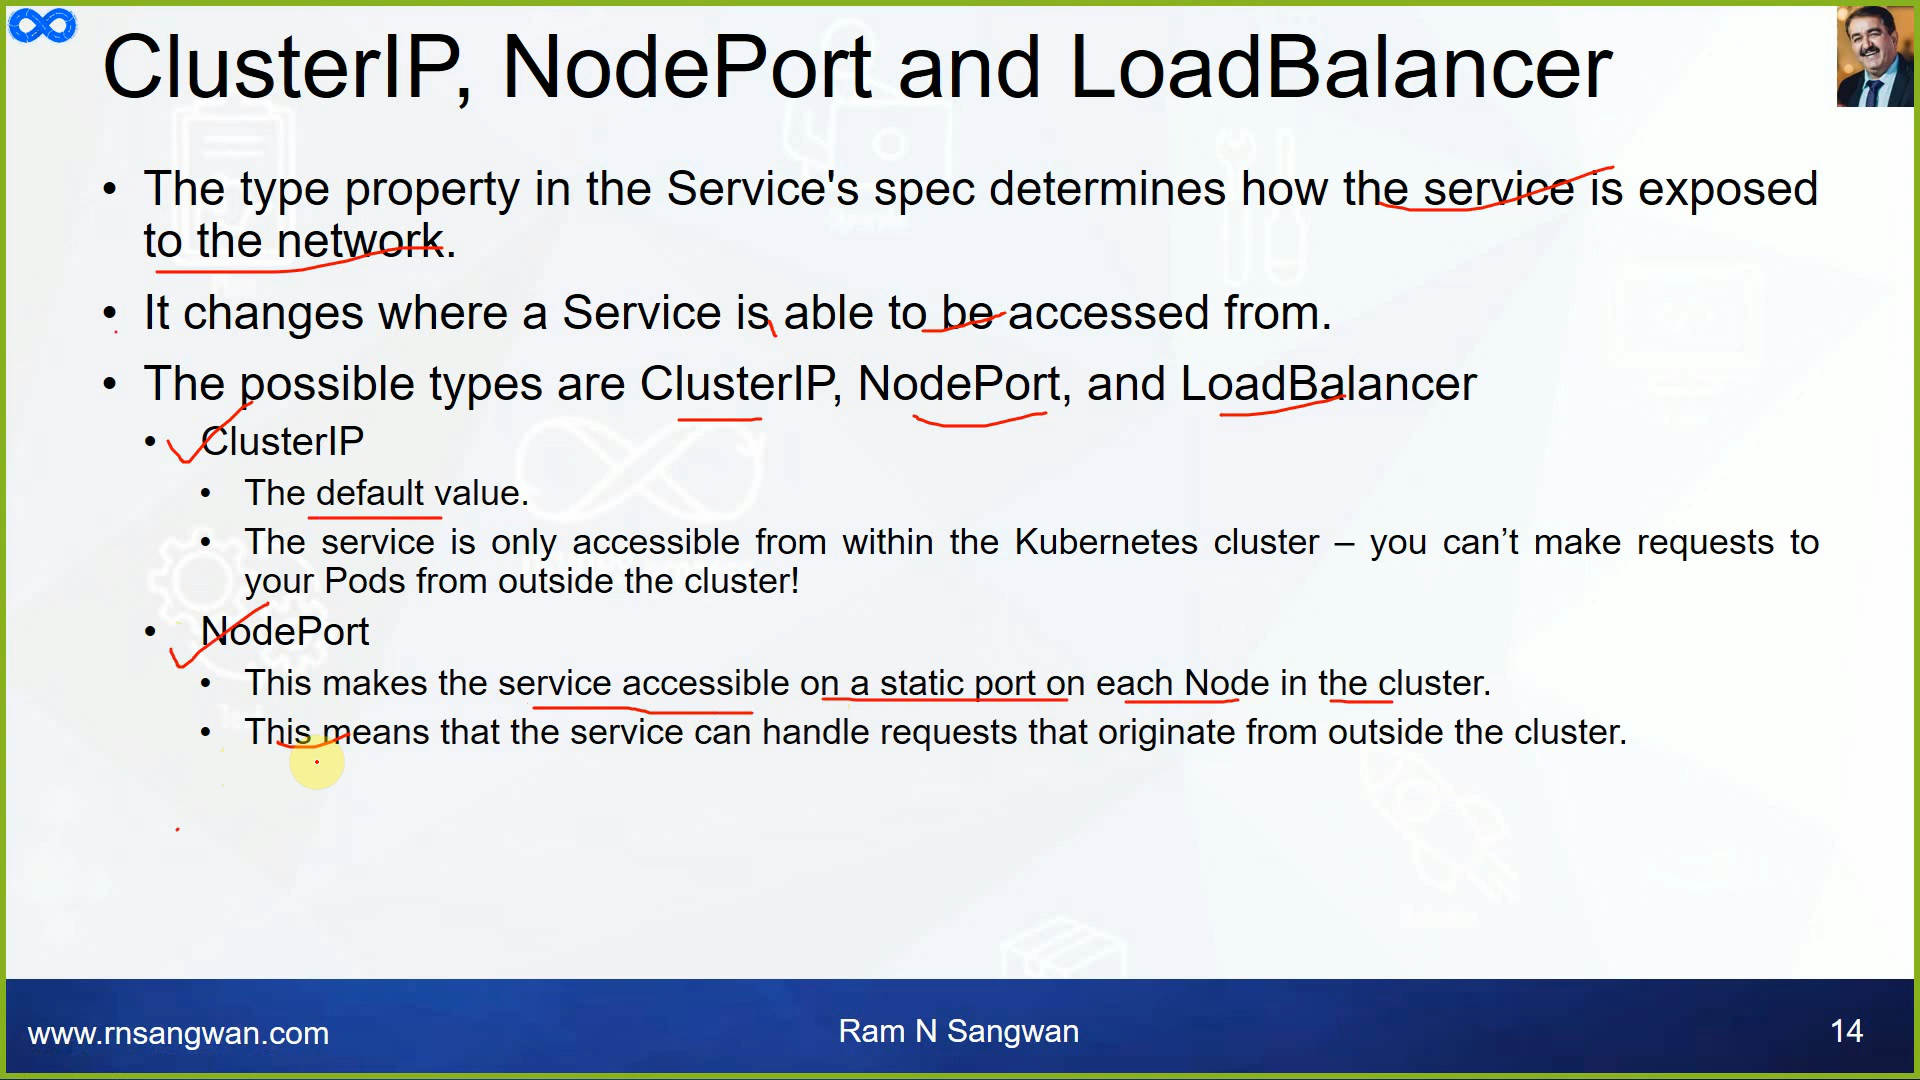 ClusterIP, NodePort and LoadBalancer
• The type property in the Service's spec determines how the service is exposed
to the network.
• It changes where a Service is able to be accessed from.
• The possible types are ClusterIP, NodePort, and LoadBalancer
• ClusterIP
• The default value.
• The service is only accessible from within the Kubernetes cluster – you can’t make requests to
your Pods from outside the cluster!
• NodePort
• This makes the service accessible on a static port on each Node in the cluster.
• This means that the service can handle requests that originate from outside the cluster.
www.rnsangwan.com
Ram N Sangwan
14